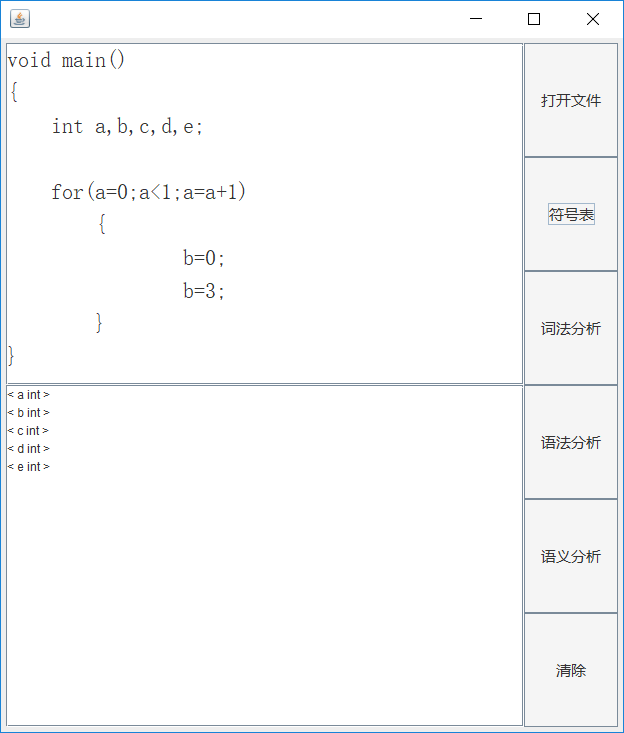 void main()
{
int a,b,c,d,e;
for(a=0;a<1;a=a+1)
{
b=0;
b=3;
}
}
< a int >
< b int >
< c int >
< d int >
< e int >
打开文件
符号表
词法分析
语法分析
语义分析
清除